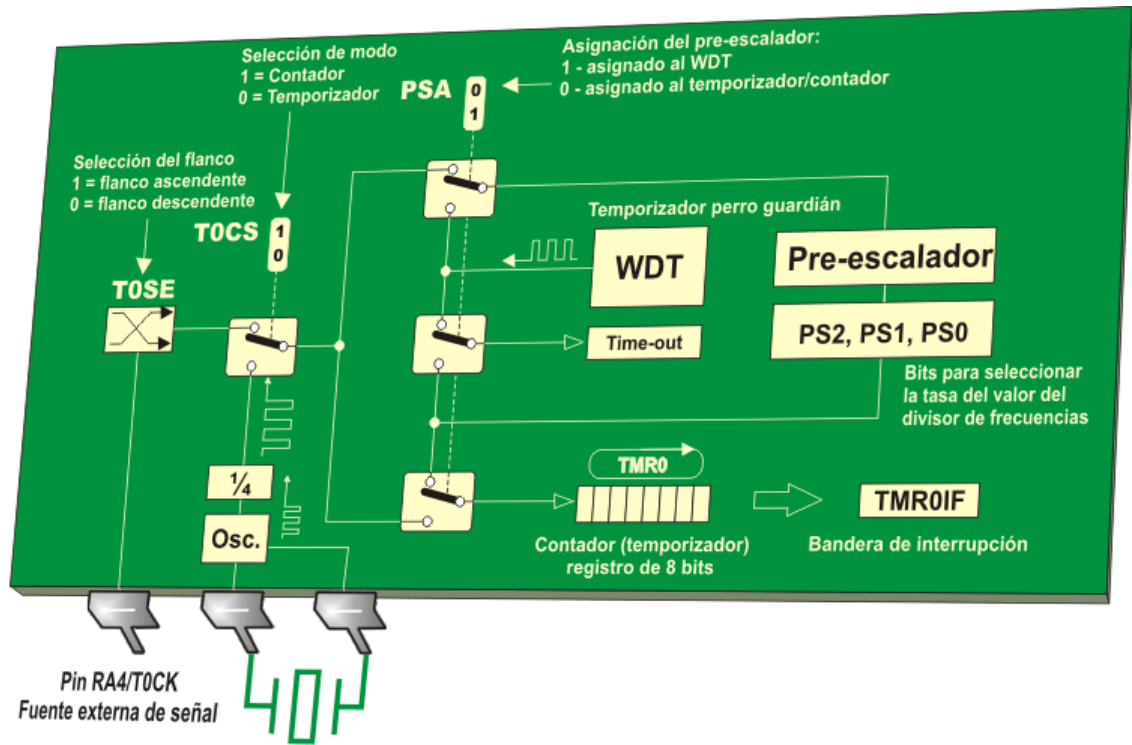 Selección de modo
1 = Contador
0 = Temporizador
Asignación del pre-escalador:
1 - asignado al WDT
0 - asignado al temporizador/contador
PSA
0
1
Selección del flanco
1 = flanco ascendente
0 = flanco descendente
T0CS
1
0
T0SE
Temporizador perro guardián
WDT
Pre-escalador
Time-out
PS2, PS1, PS0
Bits para seleccionar
la tasa del valor del
divisor de frecuencias
¼
Osc.
TMR0
TMR0IF
Contador (temporizador)
registro de 8 bits
Bandera de interrupción
Pin RA4/T0CK
Fuente externa de señal